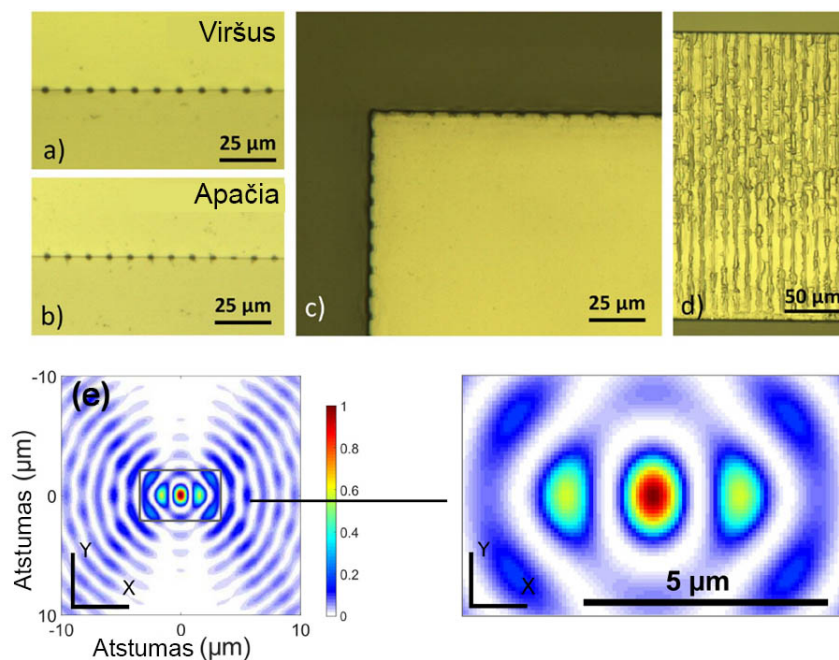 Viršus
25 µm
a)
Apačia
25 µm
b)
25 µm
c)
50 µm
d)
(e)
Atstumas (µm)
-10
0
10
-10 0 10
Atstumas (µm)
Y
X
1
0.8
0.6
0.4
0.2
0
Y
X
5 µm